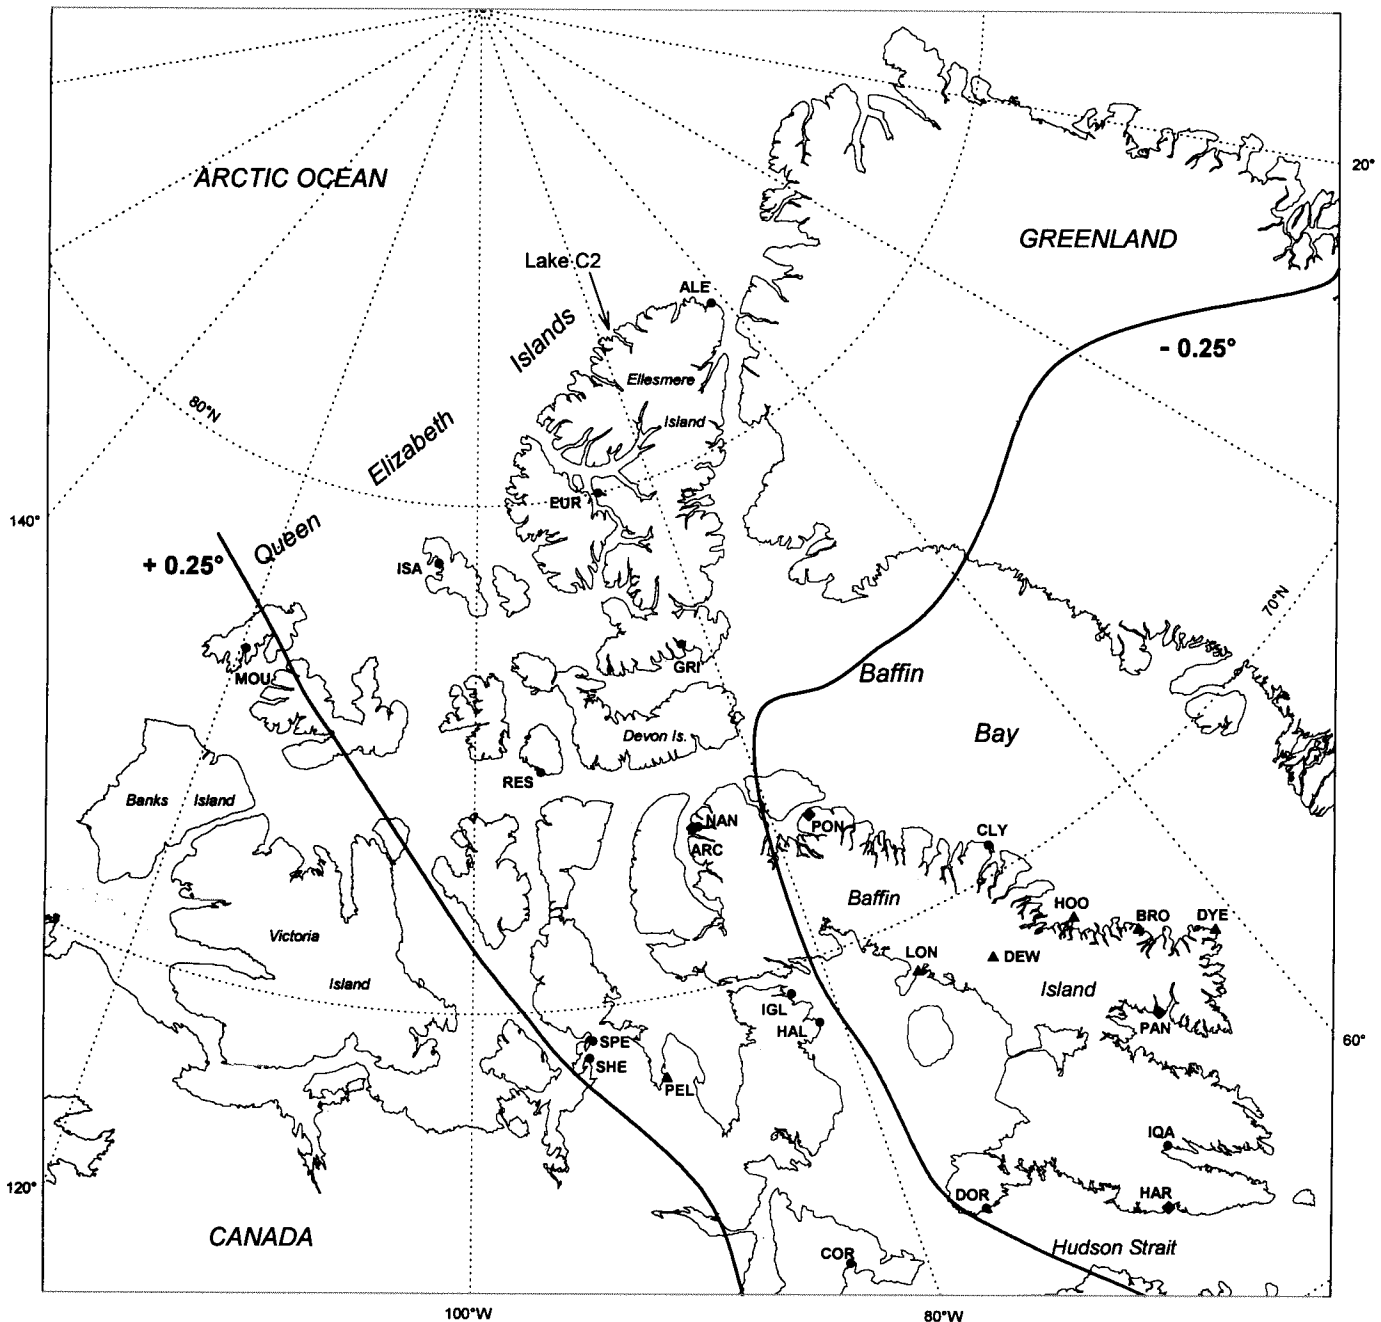 20°
ARCTIC OCEAN
GREENLAND
Lake C2
ALE
Islands
- 0.25°
Ellesmere
80°N
Island
Elizabeth
EUR
140°
Queen
+ 0.25°
ISA
70°N
GRI
MOU
Baffin
Devon Is.
Bay
RES
Banks Island
NAN
PON
CLY
ARC
Baffin
HOO
BRO
DYE
Victoria
LON
DEW
Island
Island
IGL
HAL
PAN
SPE
60°
SHE
PEL
IQA
120°
DOR
HAR
CANADA
COR
Hudson Strait
100°W
80°W